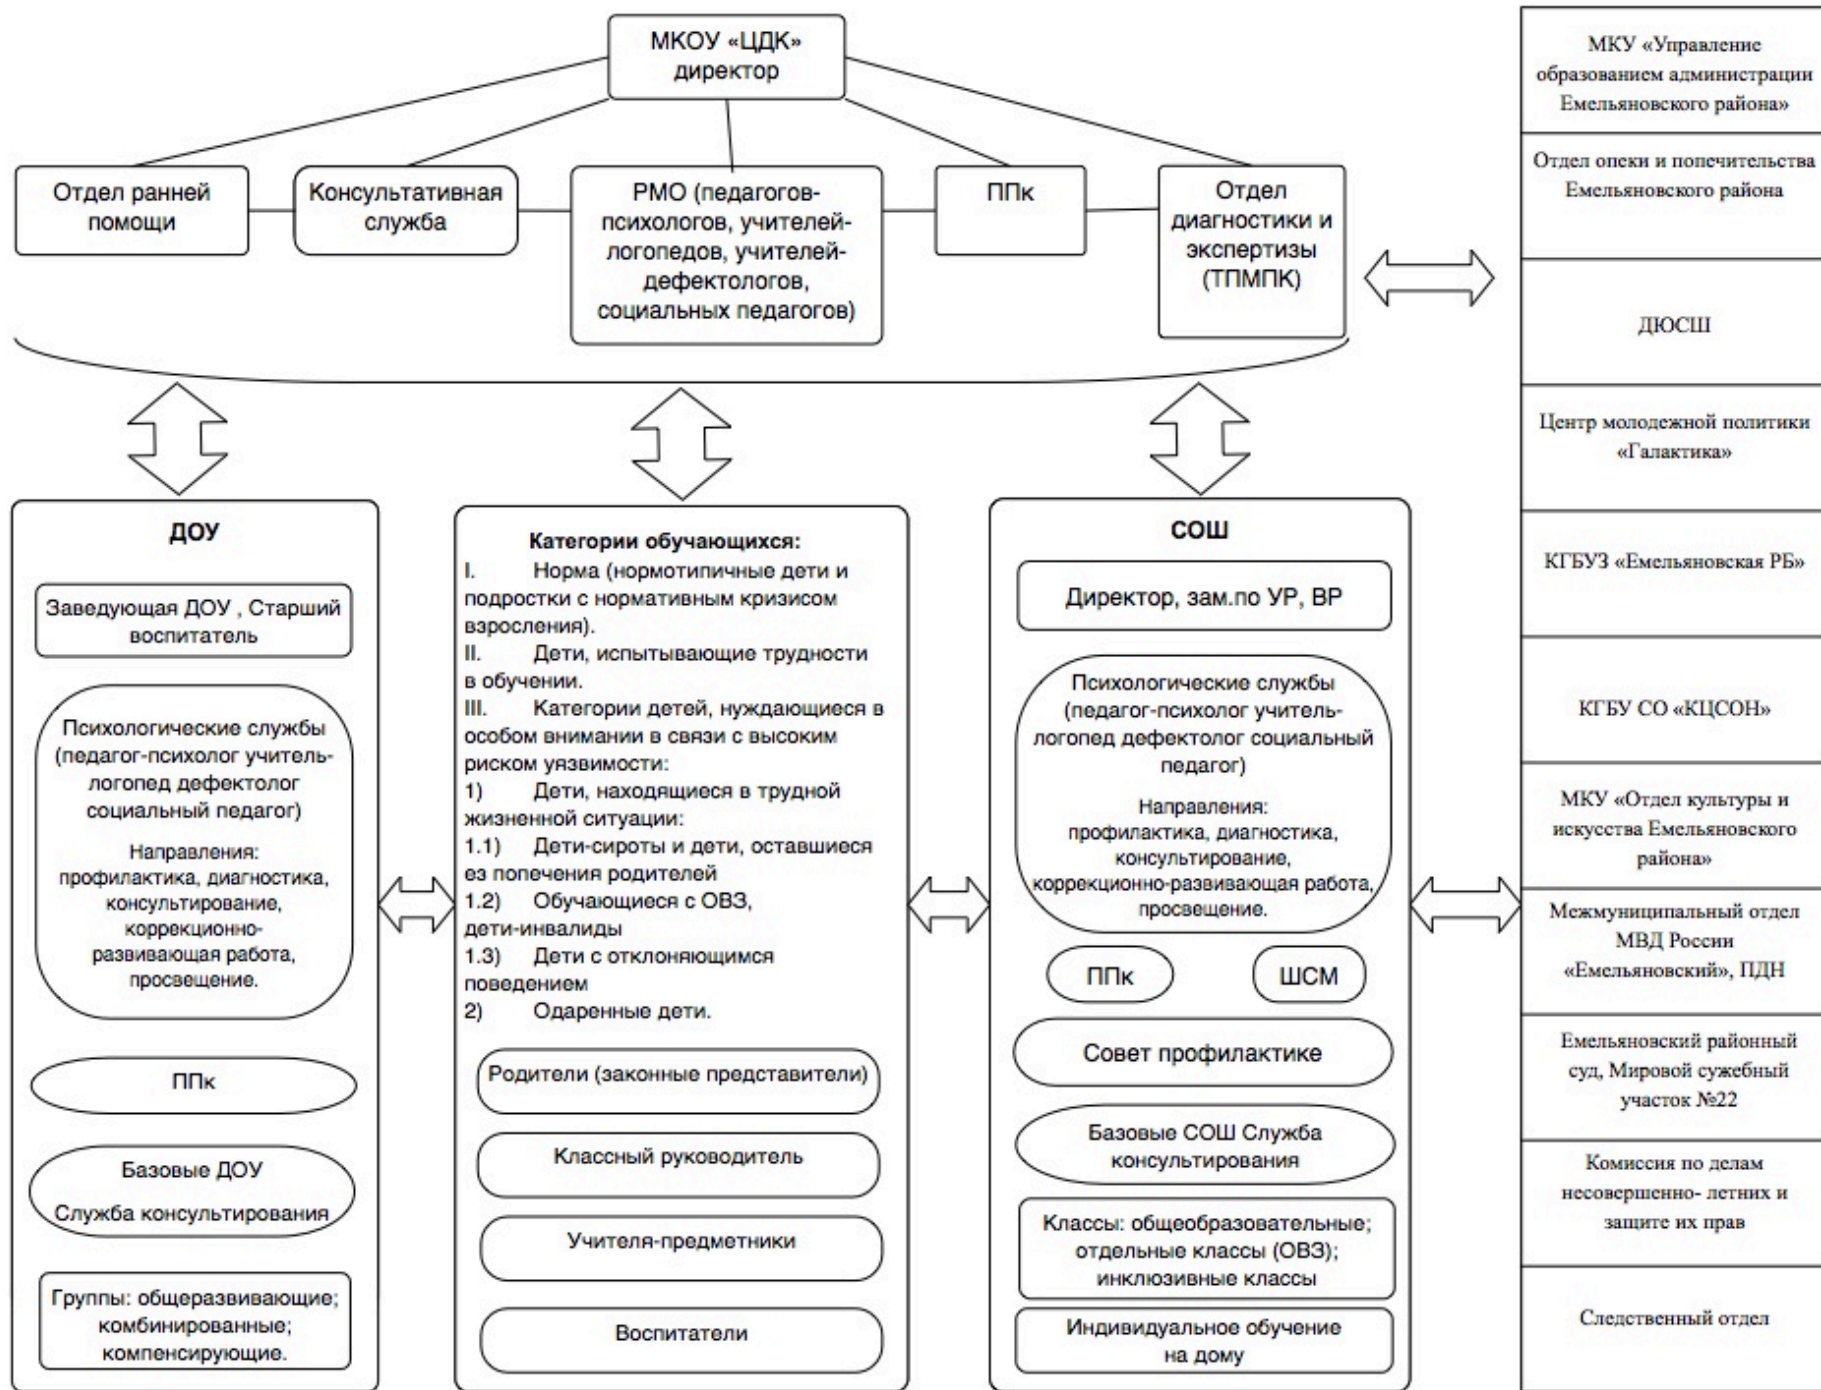 МКОУ «ЦДК»
директор
Отдел ранней
помощи
Консультативная
служба
РМО (педагогов-
психологов, учителей-
логопедов, учителей-
дефектологов,
социальных педагогов)
ППк
Отдел
диагностики и
экспертизы
(ТПМПК)
ДОУ
Заведующая ДОУ , Старший
воспитатель
Психологические службы
(педагог-психолог учитель-
логопед дефектолог
социальный педагог)
Направления:
профилактика, диагностика,
консультирование,
коррекционно-
развивающая работа,
просвещение.
ППк
Базовые ДОУ
Служба консультирования
Группы: общеразвивающие;
комбинированные;
компенсирующие.
Категории обучающихся:
I. Норма (нормотипичные дети и
подростки с нормативным кризисом
взросления).
II. Дети, испытывающие трудности
в обучении.
III. Категории детей, нуждающиеся в
особом внимании в связи с высоким
риском уязвимости:
1) Дети, находящиеся в трудной
жизненной ситуации:
1.1) Дети-сироты и дети, оставшиеся
ез попечения родителей
1.2) Обучающиеся с ОВЗ,
дети-инвалиды
1.3) Дети с отклоняющимся
поведением
2) Одаренные дети.
Родители (законные представители)
Классный руководитель
Учителя-предметники
Воспитатели
СОШ
Директор, зам.по УР, ВР
Психологические службы
(педагог-психолог учитель-
логопед дефектолог социальный
педагог)
Направления:
профилактика, диагностика,
консультирование,
коррекционно-развивающая работа,
просвещение.
ППк
ШСМ
Совет профилактике
Базовые СОШ Служба
консультирования
Классы: общеобразовательные;
отдельные классы (ОВЗ);
инклюзивные классы
Индивидуальное обучение
на дому
МКУ «Управление
образованием администрации
Емельяновского района»
Отдел опеки и попечительства
Емельяновского района
ДЮСШ
Центр молодежной политики
«Галактика»
КГБУЗ «Емельяновская РБ»
КГБУ СО «КЦСОН»
МКУ «Отдел культуры и
искусства Емельяновского
района»
Межмуниципальный отдел
МВД России
«Емельяновский», ПДН
Емельяновский районный
суд, Мировой сужебный
участок №22
Комиссия по делам
несовершенно- летних и
защите их прав
Следственный отдел